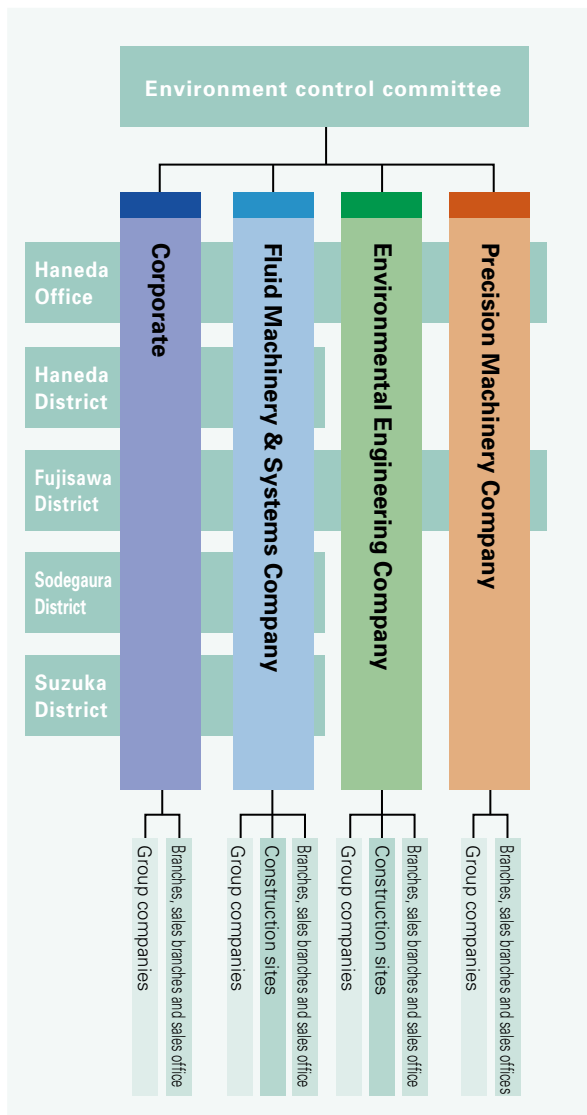 Environment control committee
Corporate
Fluid Machinery & Systems Company
Environmental Engineering Company
Precision Machinery Company
Haneda
Office
Haneda
District
Fujisawa
District
Sodegaura
District
Suzuka
District
Group companies
Branches, sales branches and sales office
Group companies
Construction sites
Branches, sales branches and sales office
Group companies
Construction sites
Branches, sales branches and sales office
Group companies
Branches, sales branches and sales offices